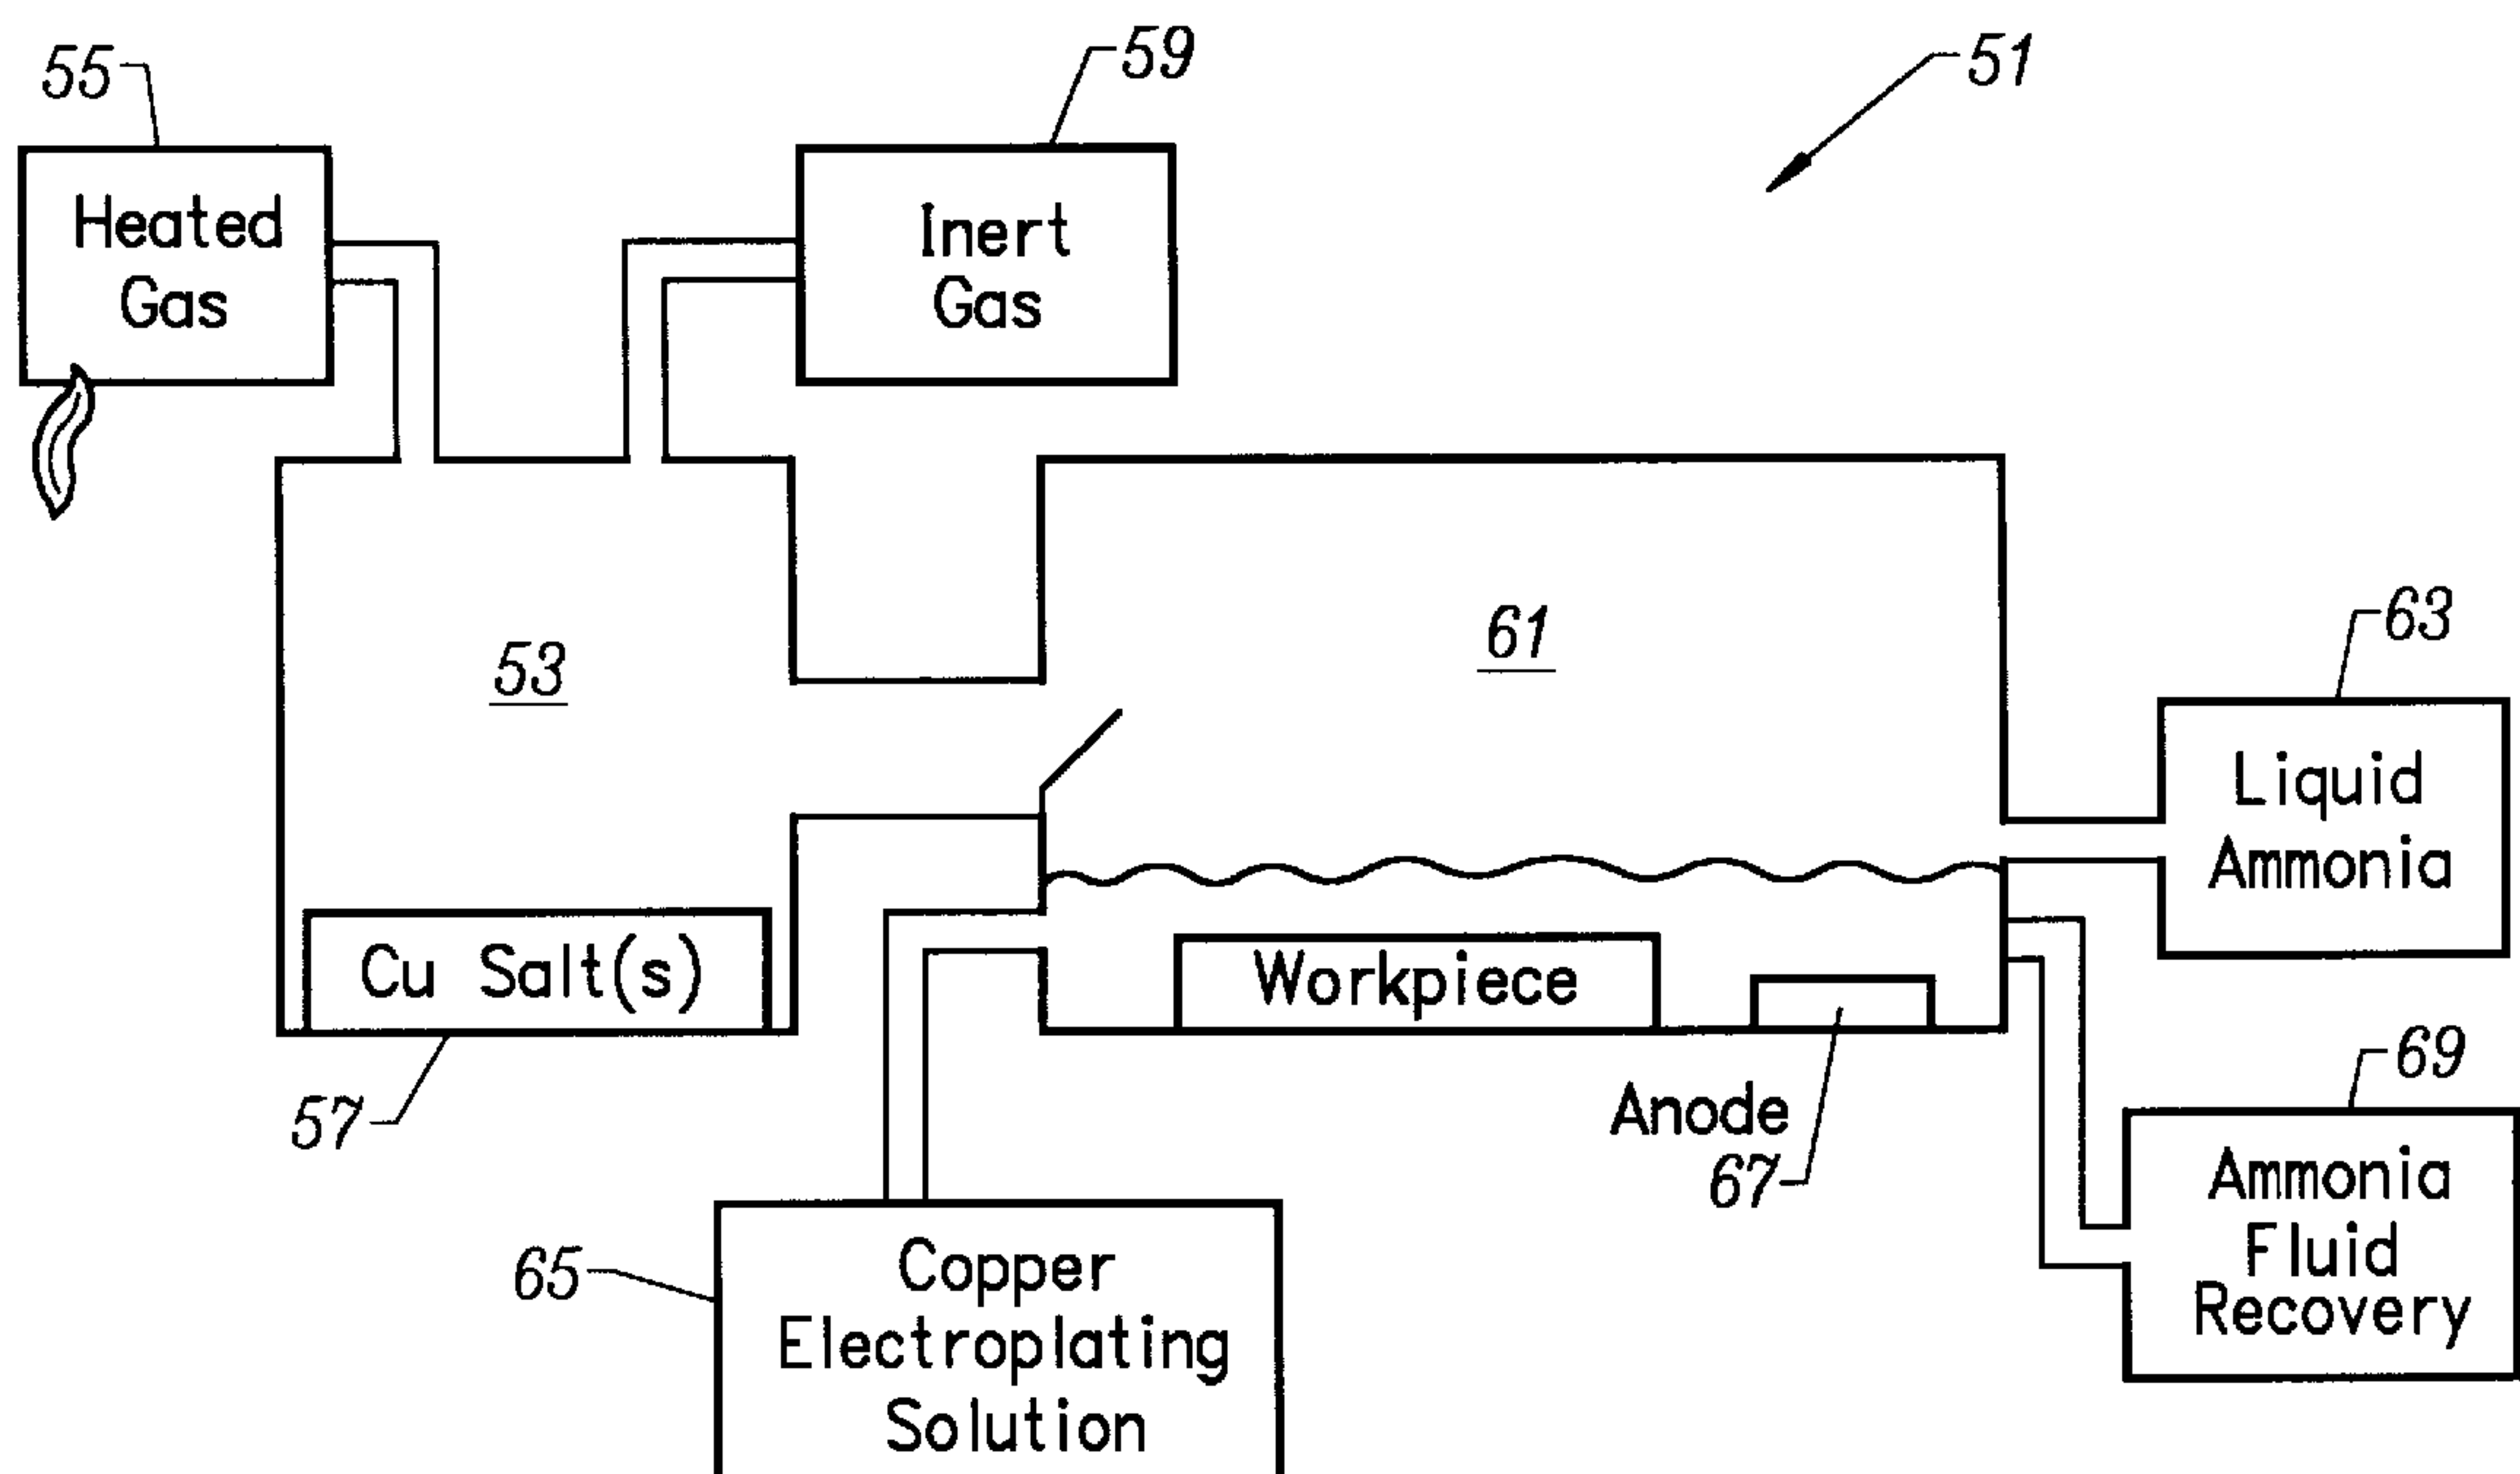 55
59
51
Heated
Gas
Inert
Gas
53
61
63
Liquid
Ammonia
Cu Salt(s)
Workpiece
57
Anode
67
69
Ammonia
Fluid
Recovery
65
Copper
Electroplating
Solution